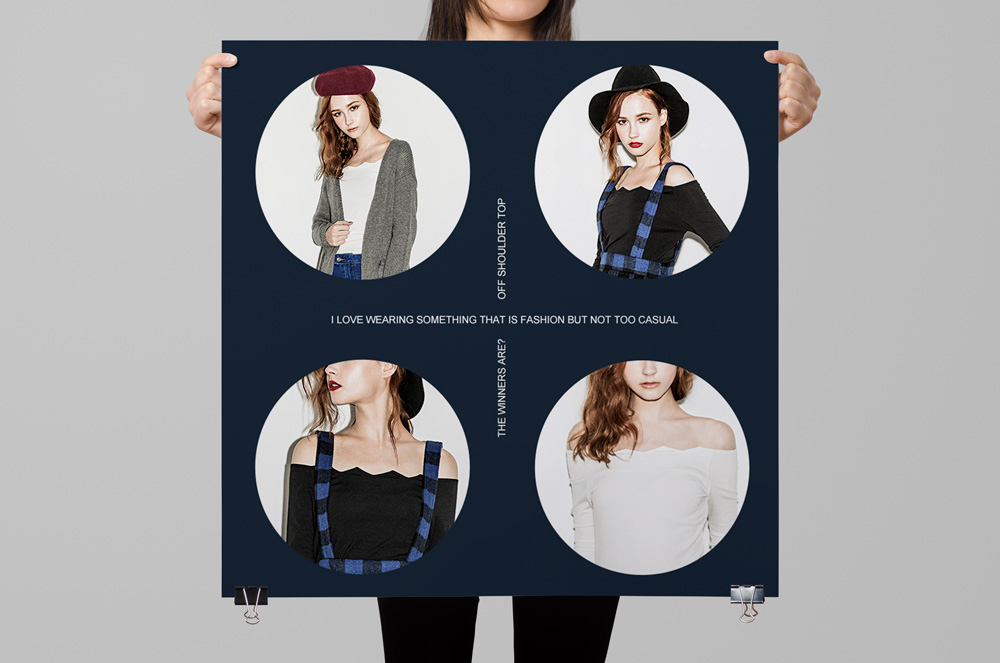 OFF SHOULDER TOP
I LOVE WEARING SOMETHING THAT IS FASHION BUT NOT TOO CASUAL
THE WINNERS ARE?